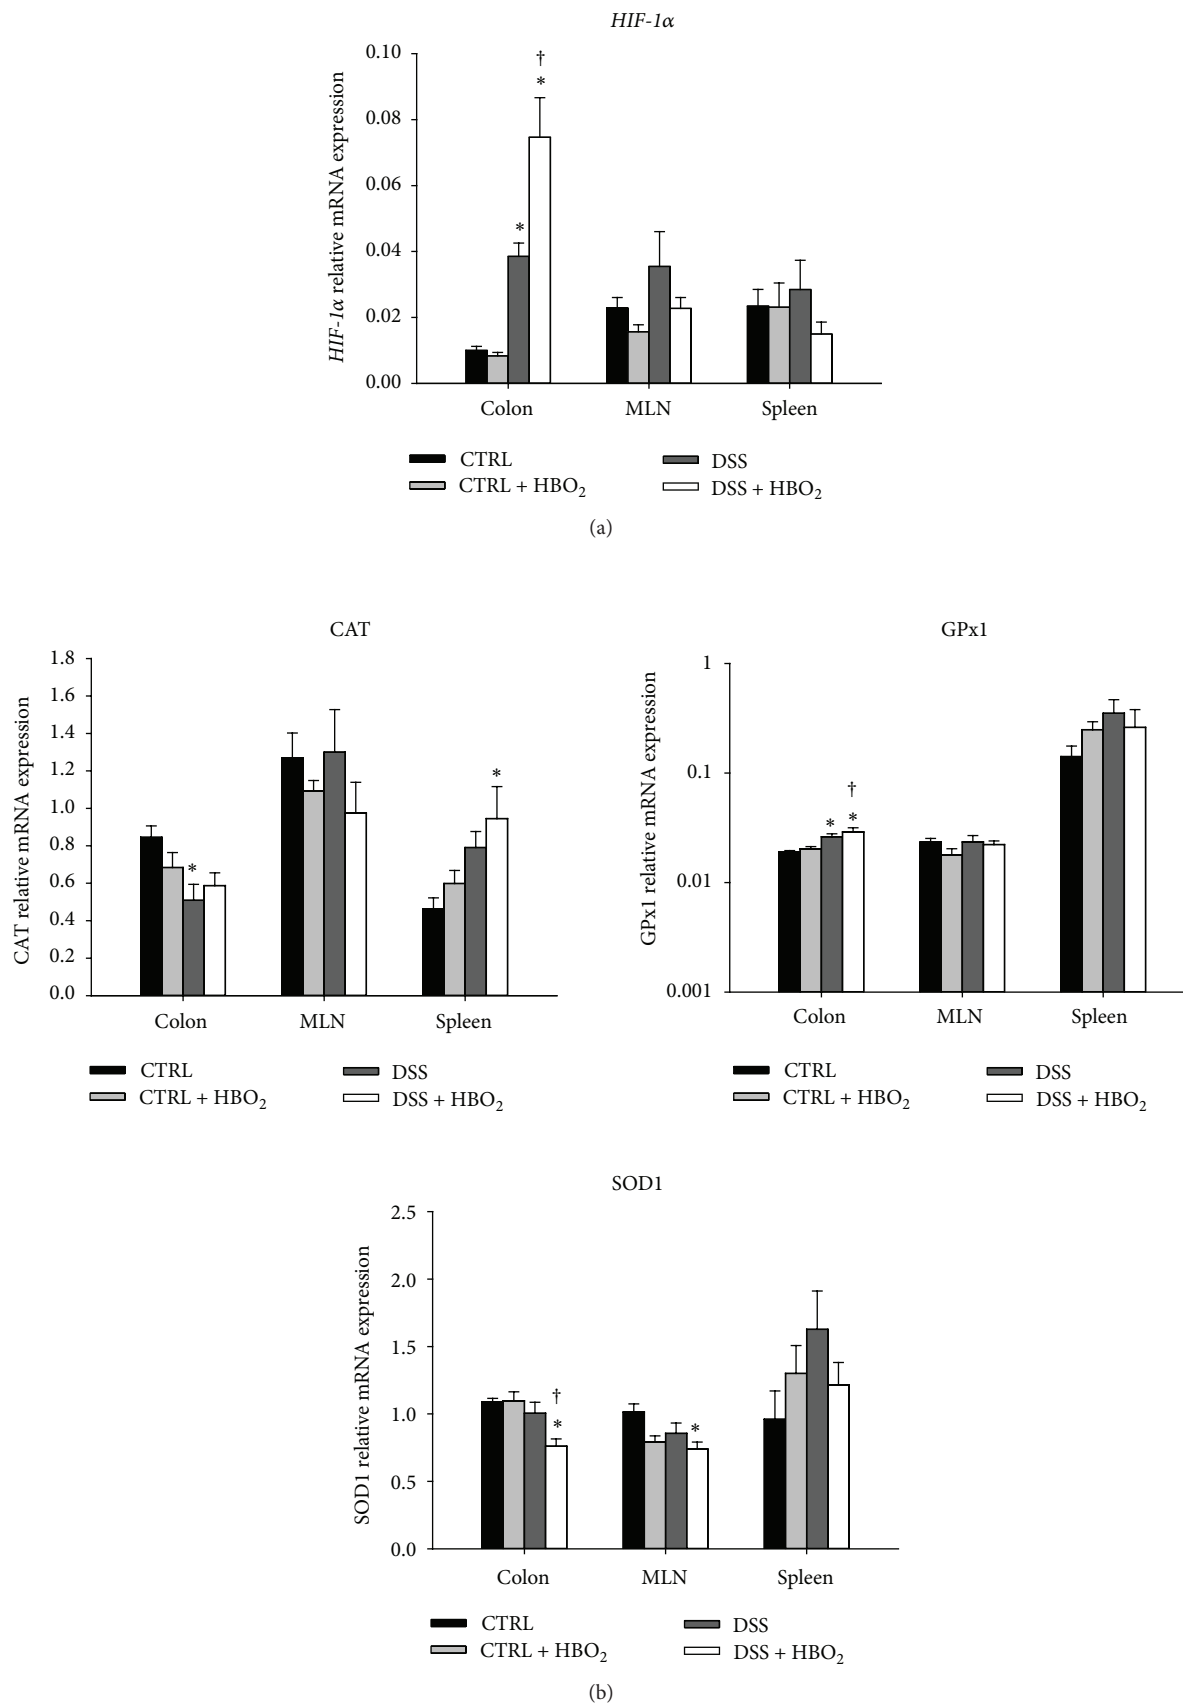 HIF-1α
HIF-1α relative mRNA expression
0.10
0.08
0.06
0.04
0.02
0.00
†
*
*
Colon MLN Spleen
CTRL DSS
CTRL + HBO₂ DSS + HBO₂
(a)
CAT
CAT relative mRNA expression
1.8
1.6
1.4
1.2
1.0
0.8
0.6
0.4
0.2
0.0
*
*
Colon MLN Spleen
CTRL DSS
CTRL + HBO₂ DSS + HBO₂
GPx1
GPx1 relative mRNA expression
1
0.1
0.01
0.001
†
* *
Colon MLN Spleen
CTRL DSS
CTRL + HBO₂ DSS + HBO₂
SOD1
SOD1 relative mRNA expression
2.5
2.0
1.5
1.0
0.5
0.0
†
* *
Colon MLN Spleen
CTRL DSS
CTRL + HBO₂ DSS + HBO₂
(b)